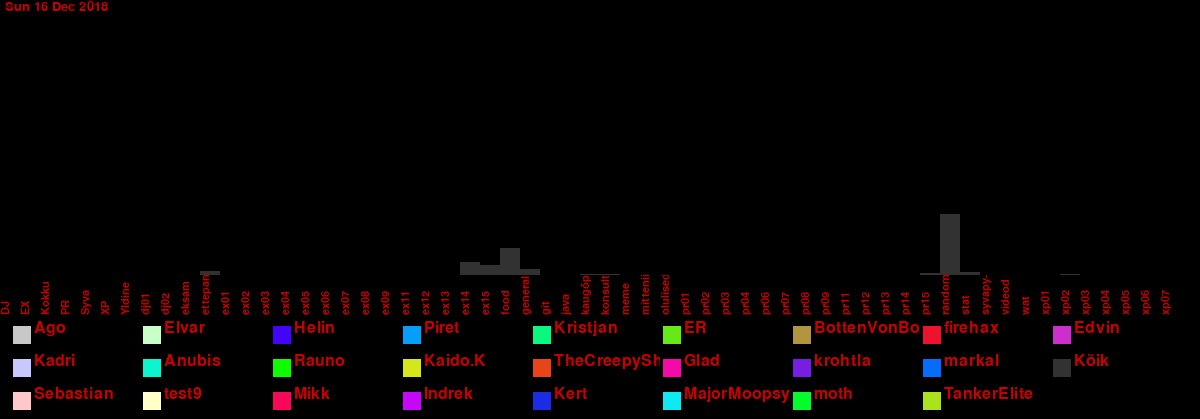 Sun 16 Dec 2018
DJ EX Kokku PR Syva XP Yldine dj01 dj02 eksam ettepan ex01 ex02 ex03 ex04 ex05 ex06 ex07 ex08 ex09 ex11 ex12 ex13 ex14 ex15 food general git java kaugõp konsult meme mittenii olulised pr01 pr02 pr03 pr04 pr06 pr07 pr08 pr09 pr11 pr12 pr13 pr14 pr15 random stat syvapy- videod wat xp01 xp02 xp03 xp04 xp05 xp06 xp07
Ago Elvar Helin Piret Kristjan ER BottenVonBo firehax Edvin
Kadri Anubis Rauno Kaido.K TheCreepySh Glad krohtla markal Kõik
Sebastian test9 Mikk Indrek Kert MajorMoopsy moth TankerElite